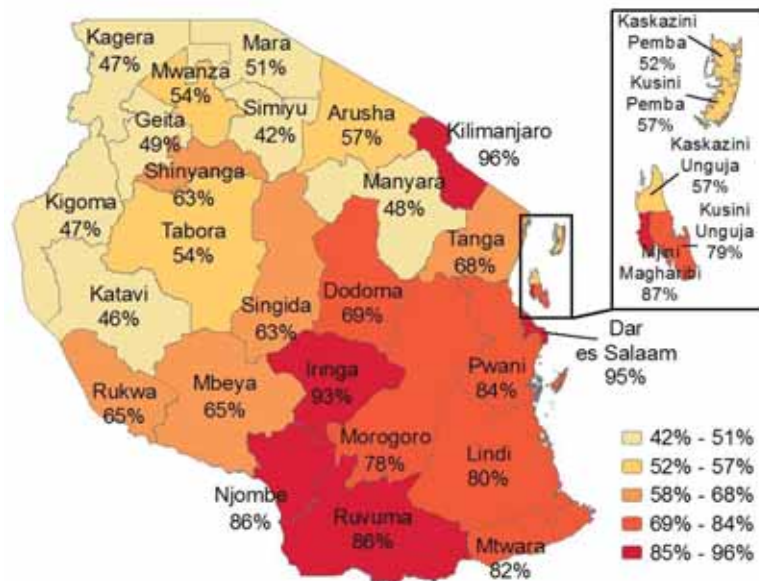 Kagera
47%
Mara
51%
Mwanza
54%
Geita
49%
Simiyu
42%
Arusha
57%
Kilimanjaro
96%
Shinyanga
63%
Kigoma
47%
Manyara
48%
Tabora
54%
Tanga
68%
Katavi
46%
Singida
63%
Dodoma
69%
Dar
es Salaam
95%
Rukwa
65%
Mbeya
65%
Iringa
93%
Pwani
84%
Morogoro
78%
Lindi
80%
Njombe
86%
Ruvuma
86%
Mtwara
82%
Kaskazini
Pemba
52%
Kusini
Pemba
57%
Kaskazini
Unguja
57%
Kusini
Unguja
79%
Mjini
Magharibi
87%
42% - 51%
52% - 57%
58% - 68%
69% - 84%
85% - 96%